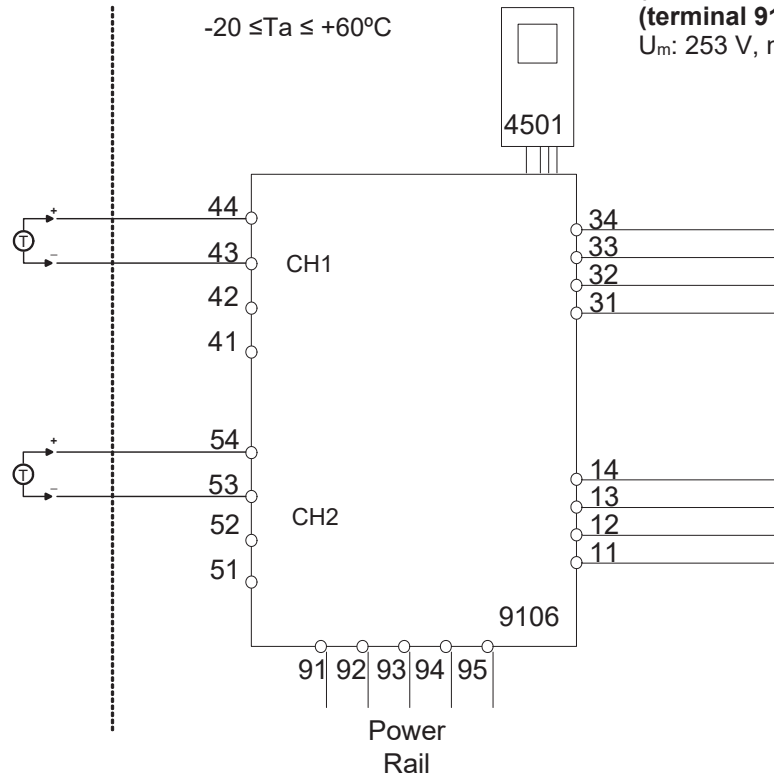 -20 ≤Ta ≤ +60ºC
(terminal 91
Um: 253 V, m
4501
44
+
T
43
−
CH1
42
41
34
33
32
31
54
+
T
53
−
CH2
52
51
14
13
12
11
9106
91 92 93 94 95
Power
Rail